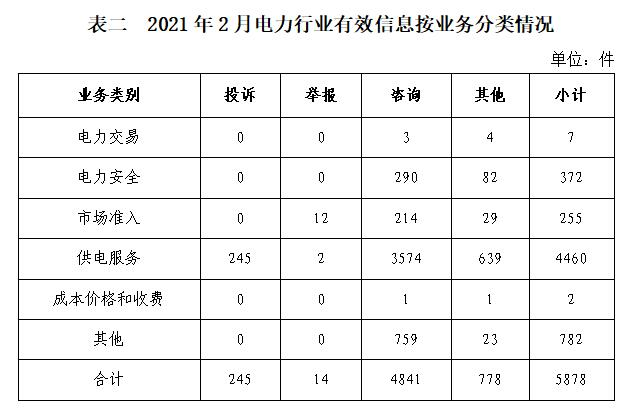 表二 2021年2月电力行业有效信息按业务分类情况
单位：件
业务类别 投诉 举报 咨询 其他 小计
电力交易 0 0 3 4 7
电力安全 0 0 290 82 372
市场准入 0 12 214 29 255
供电服务 245 2 3574 639 4460
成本价格和收费 0 0 1 1 2
其他 0 0 759 23 782
合计 245 14 4841 778 5878